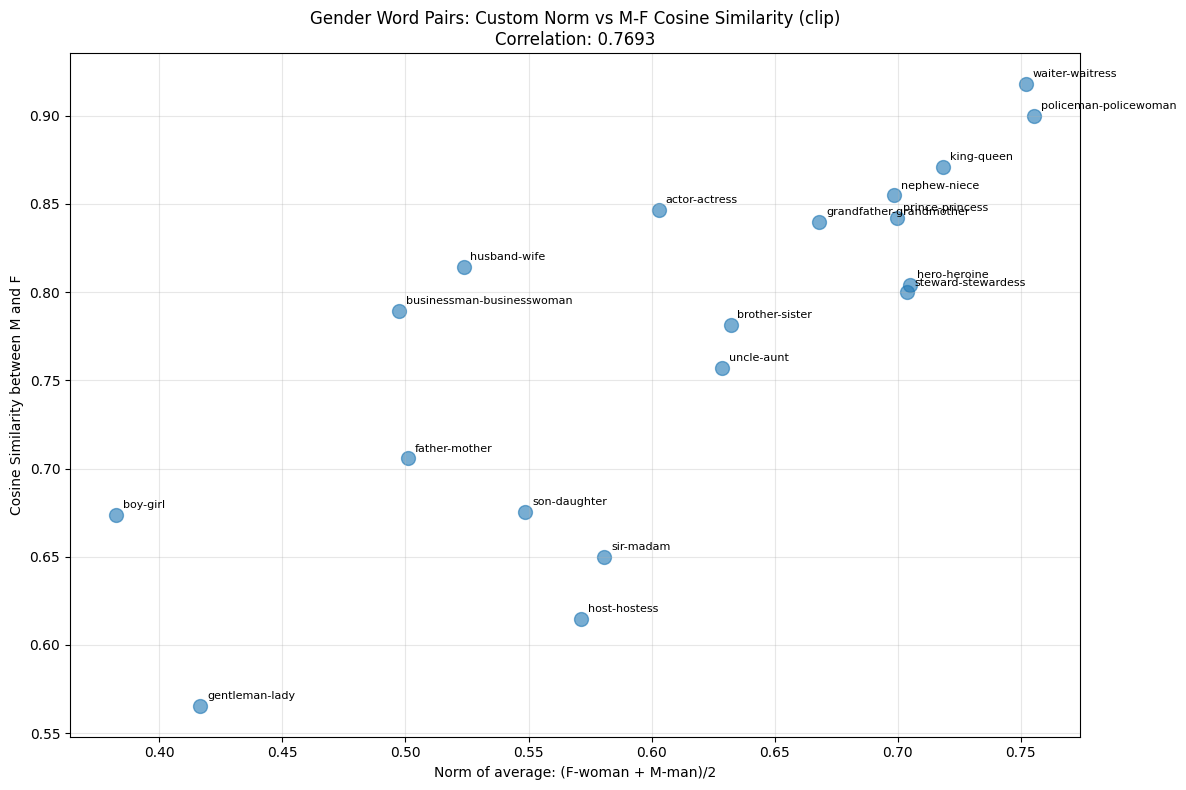 Gender Word Pairs: Custom Norm vs M-F Cosine Similarity (clip)
Correlation: 0.7693
waiter-waitress
policeman-policewoman
0.90
king-queen
nephew-niece
prince-princess
grandfather-grandmother
actor-actress
0.85
husband-wife
hero-heroine
steward-stewardess
0.80
businessman-businesswoman
brother-sister
uncle-aunt
0.75
father-mother
0.70
boy-girl
son-daughter
sir-madam
0.65
host-hostess
0.60
gentleman-lady
0.55
Cosine Similarity between M and F
0.40 0.45 0.50 0.55 0.60 0.65 0.70 0.75
Norm of average: (F-woman + M-man)/2